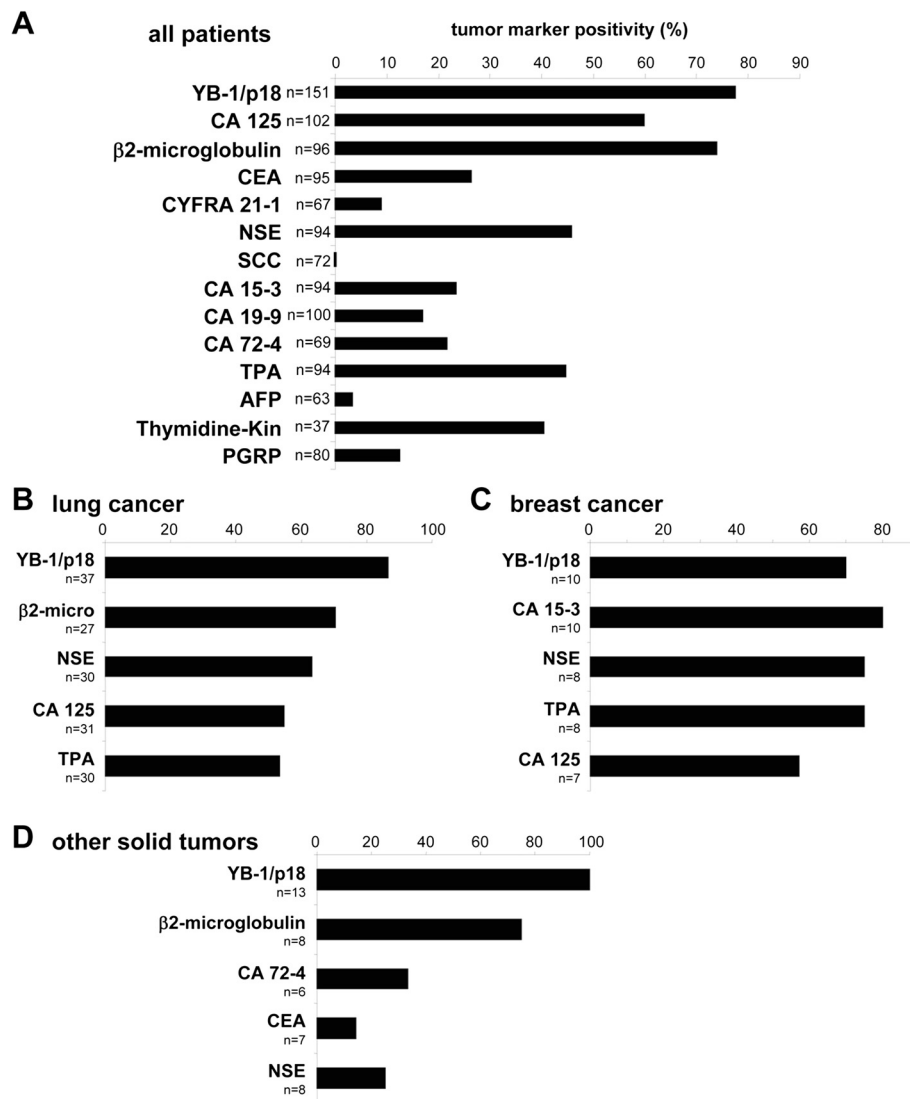 A
all patients
tumor marker positivity (%)
0 10 20 30 40 50 60 70 80 90
YB-1/p18 n=151
CA 125 n=102
β2-microglobulin n=96
CEA n=95
CYFRA 21-1 n=67
NSE n=94
SCC n=72
CA 15-3 n=94
CA 19-9 n=100
CA 72-4 n=69
TPA n=94
AFP n=63
Thymidine-Kin n=37
PGRP n=80
B lung cancer
0 20 40 60 80 100
YB-1/p18
n=37
β2-micro
n=27
NSE
n=30
CA 125
n=31
TPA
n=30
C breast cancer
0 20 40 60 80
YB-1/p18
n=10
CA 15-3
n=10
NSE
n=8
TPA
n=8
CA 125
n=7
D other solid tumors
0 20 40 60 80 100
YB-1/p18
n=13
β2-microglobulin
n=8
CA 72-4
n=6
CEA
n=7
NSE
n=8